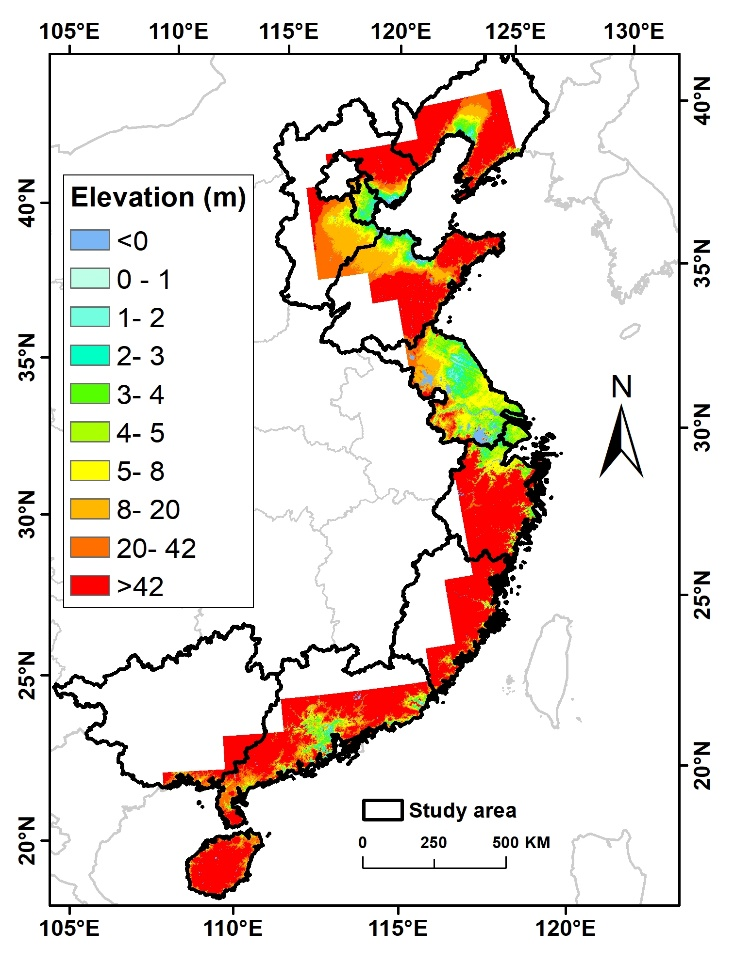 105°E 110°E 115°E 120°E 125°E 130°E
40°N
35°N
30°N
25°N
20°N
Elevation (m)
<0
0 - 1
1- 2
2- 3
3- 4
4- 5
5- 8
8- 20
20- 42
>42
40°N
35°N
30°N
25°N
20°N
N
Study area
0 250 500 KM
105°E 110°E 115°E 120°E